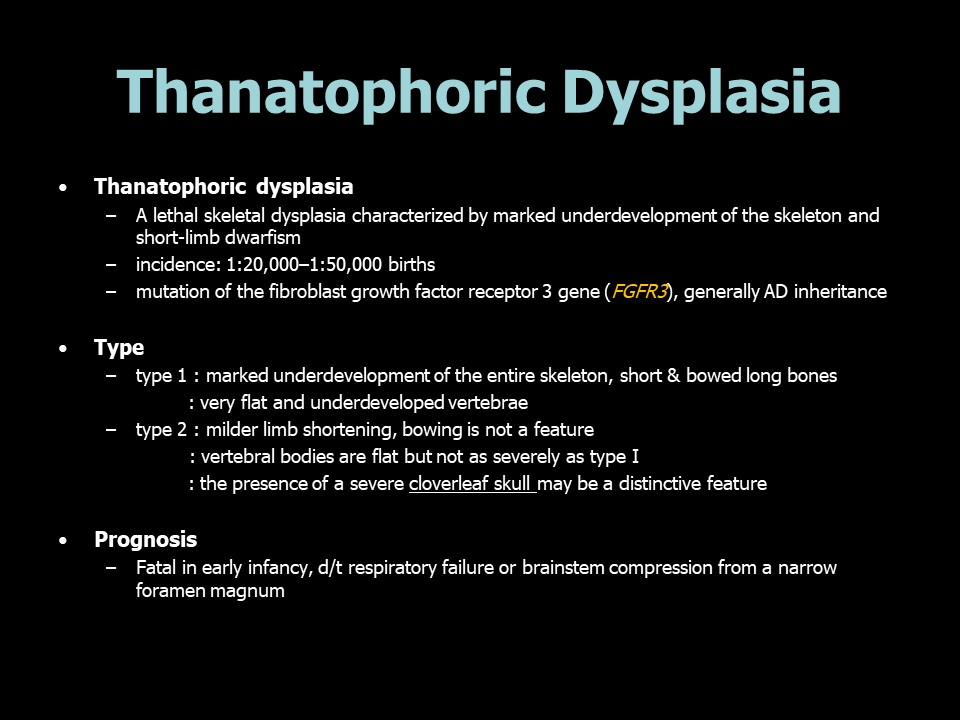 Thanatophoric Dysplasia
• Thanatophoric dysplasia
– A lethal skeletal dysplasia characterized by marked underdevelopment of the skeleton and
short-limb dwarfism
– incidence: 1:20,000–1:50,000 births
– mutation of the fibroblast growth factor receptor 3 gene (FGFR3), generally AD inheritance
• Type
– type 1 : marked underdevelopment of the entire skeleton, short & bowed long bones
: very flat and underdeveloped vertebrae
– type 2 : milder limb shortening, bowing is not a feature
: vertebral bodies are flat but not as severely as type I
: the presence of a severe cloverleaf skull may be a distinctive feature
• Prognosis
– Fatal in early infancy, d/t respiratory failure or brainstem compression from a narrow
foramen magnum